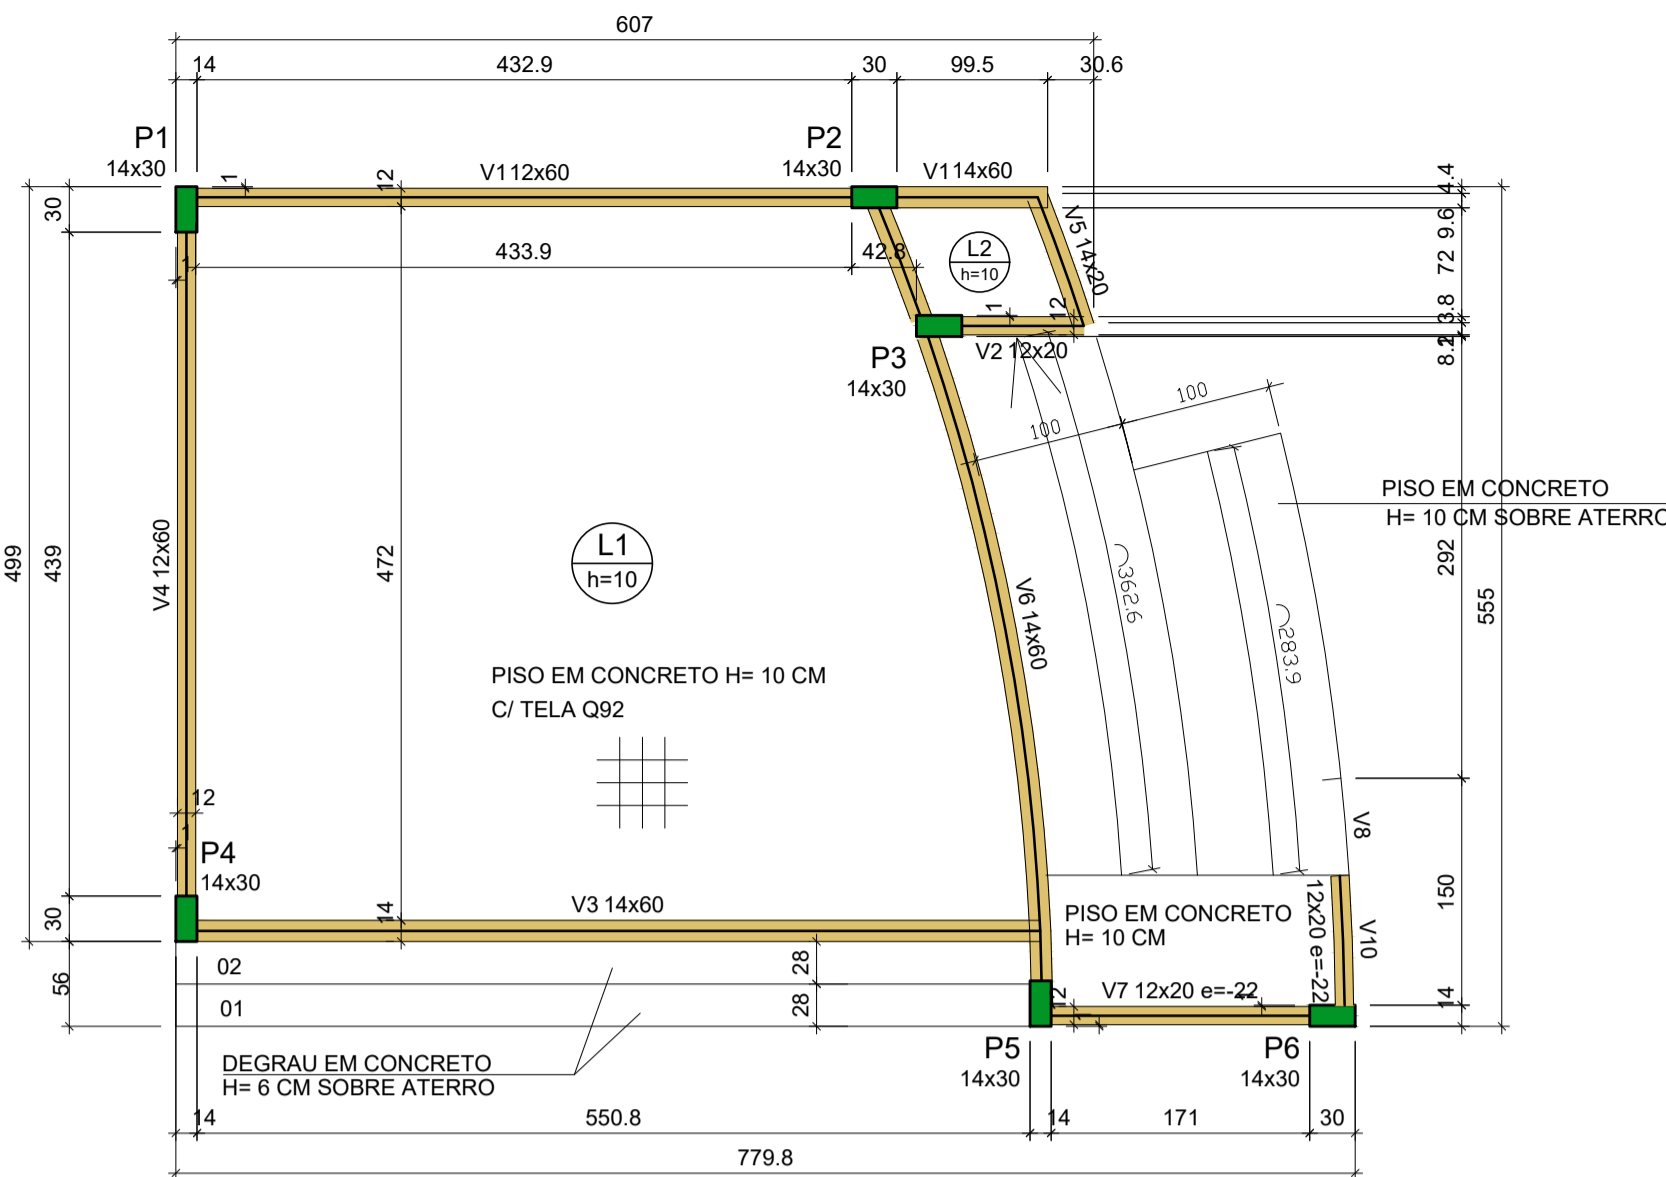 607
14
432.9
30
99.5
30.6
P1
14x30
V112x60
P2
14x30
V114x60
1
12
30
499
439
433.9
42.8
L2
h=10
V5 14x20
4.4
9.6
72
3.8
8.2
1
12
V2 12x20
P3
14x30
100
100
PISO EM CONCRETO
H= 10 CM SOBRE ATERRO
292
555
V4 12x60
472
L1
h=10
V6 14x60
362.6
283.9
PISO EM CONCRETO H= 10 CM
C/ TELA Q92
12
1
V8
P4
14x30
30
V3 14x60
14
PISO EM CONCRETO
H= 10 CM
12x20 e=-22
V10
150
14
56
02
28
01
28
12
V7 12x20 e=-22
DEGRAU EM CONCRETO
H= 6 CM SOBRE ATERRO
P5
14x30
P6
14x30
14
550.8
14
171
30
779.8